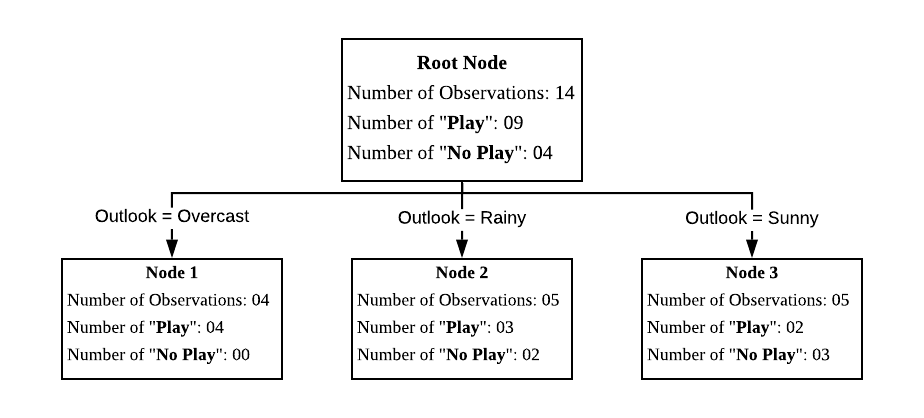 Root Node
Number of Observations: 14
Number of "Play": 09
Number of "No Play": 04
Outlook = Overcast
Outlook = Rainy
Outlook = Sunny
Node 1
Number of Observations: 04
Number of "Play": 04
Number of "No Play": 00
Node 2
Number of Observations: 05
Number of "Play": 03
Number of "No Play": 02
Node 3
Number of Observations: 05
Number of "Play": 02
Number of "No Play": 03